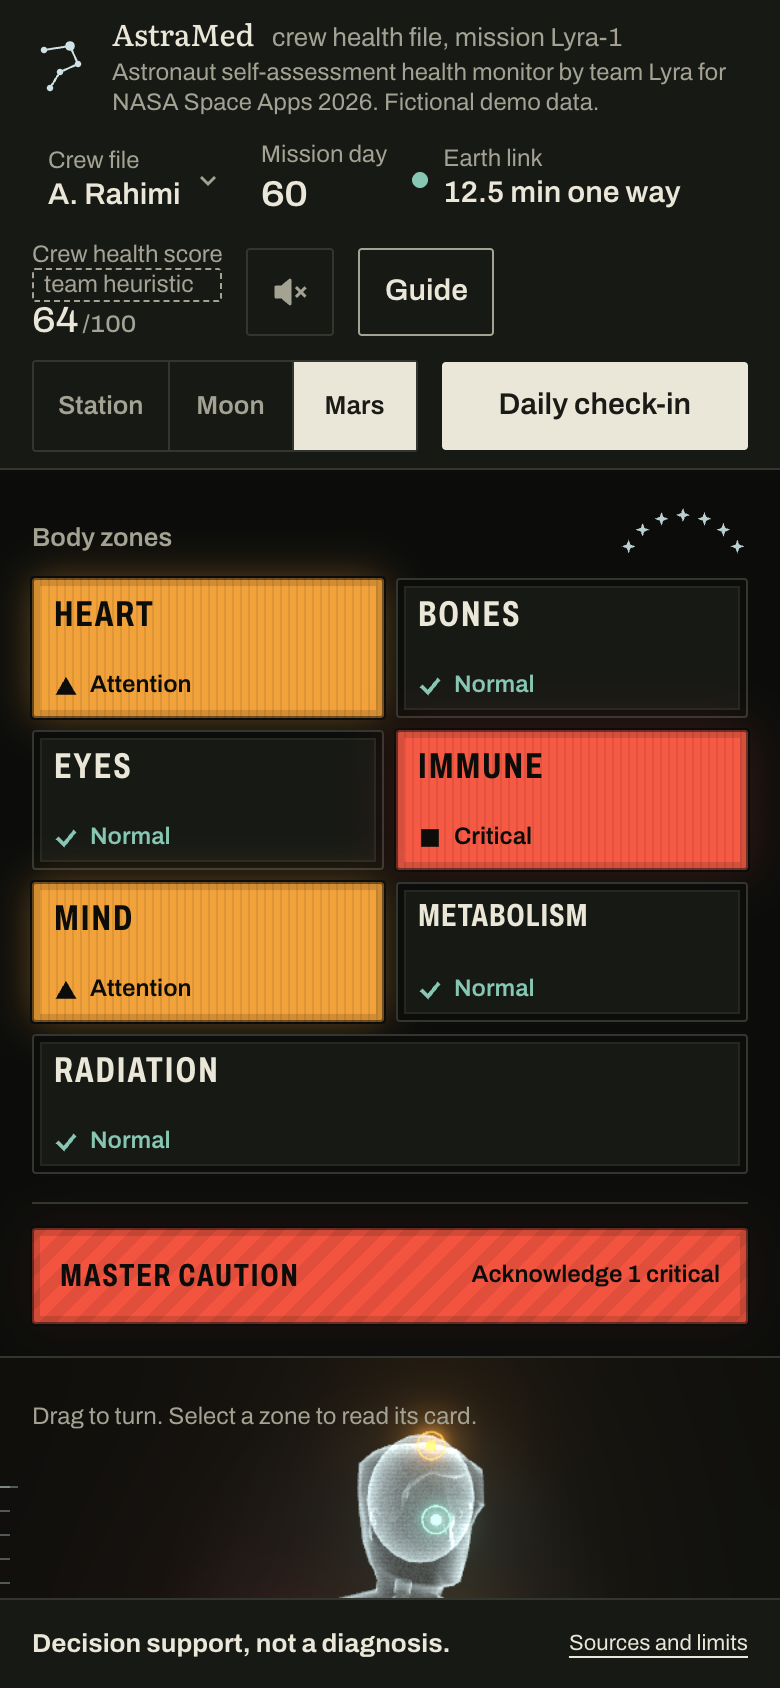 AstraMed crew health file, mission Lyra-1
Astronaut self-assessment health monitor by team Lyra for
NASA Space Apps 2026. Fictional demo data.
Crew file
A. Rahimi
Mission day
60
Earth link
12.5 min one way
Crew health score
team heuristic
64/100
Guide
Station
Moon
Mars
Daily check-in
Body zones
HEART
Attention
BONES
Normal
EYES
Normal
IMMUNE
Critical
MIND
Attention
METABOLISM
Normal
RADIATION
Normal
MASTER CAUTION
Acknowledge 1 critical
Drag to turn. Select a zone to read its card.
Decision support, not a diagnosis.
Sources and limits